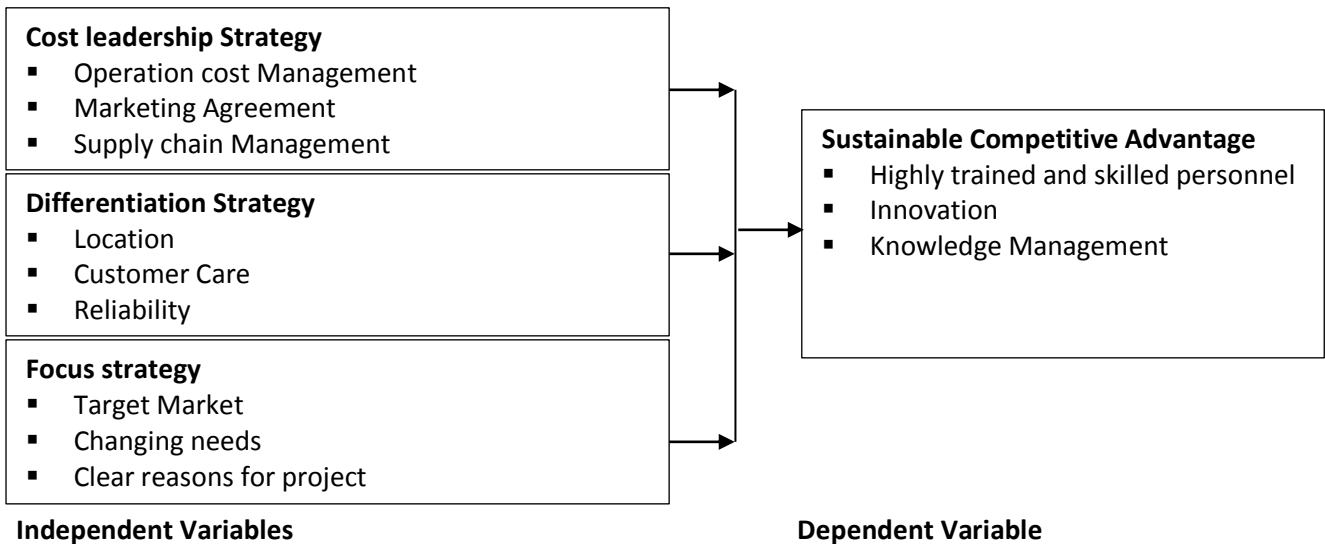 Cost leadership Strategy
▪ Operation cost Management
▪ Marketing Agreement
▪ Supply chain Management
Differentiation Strategy
▪ Location
▪ Customer Care
▪ Reliability
Focus strategy
▪ Target Market
▪ Changing needs
▪ Clear reasons for project
Independent Variables
Sustainable Competitive Advantage
▪ Highly trained and skilled personnel
▪ Innovation
▪ Knowledge Management
Dependent Variable